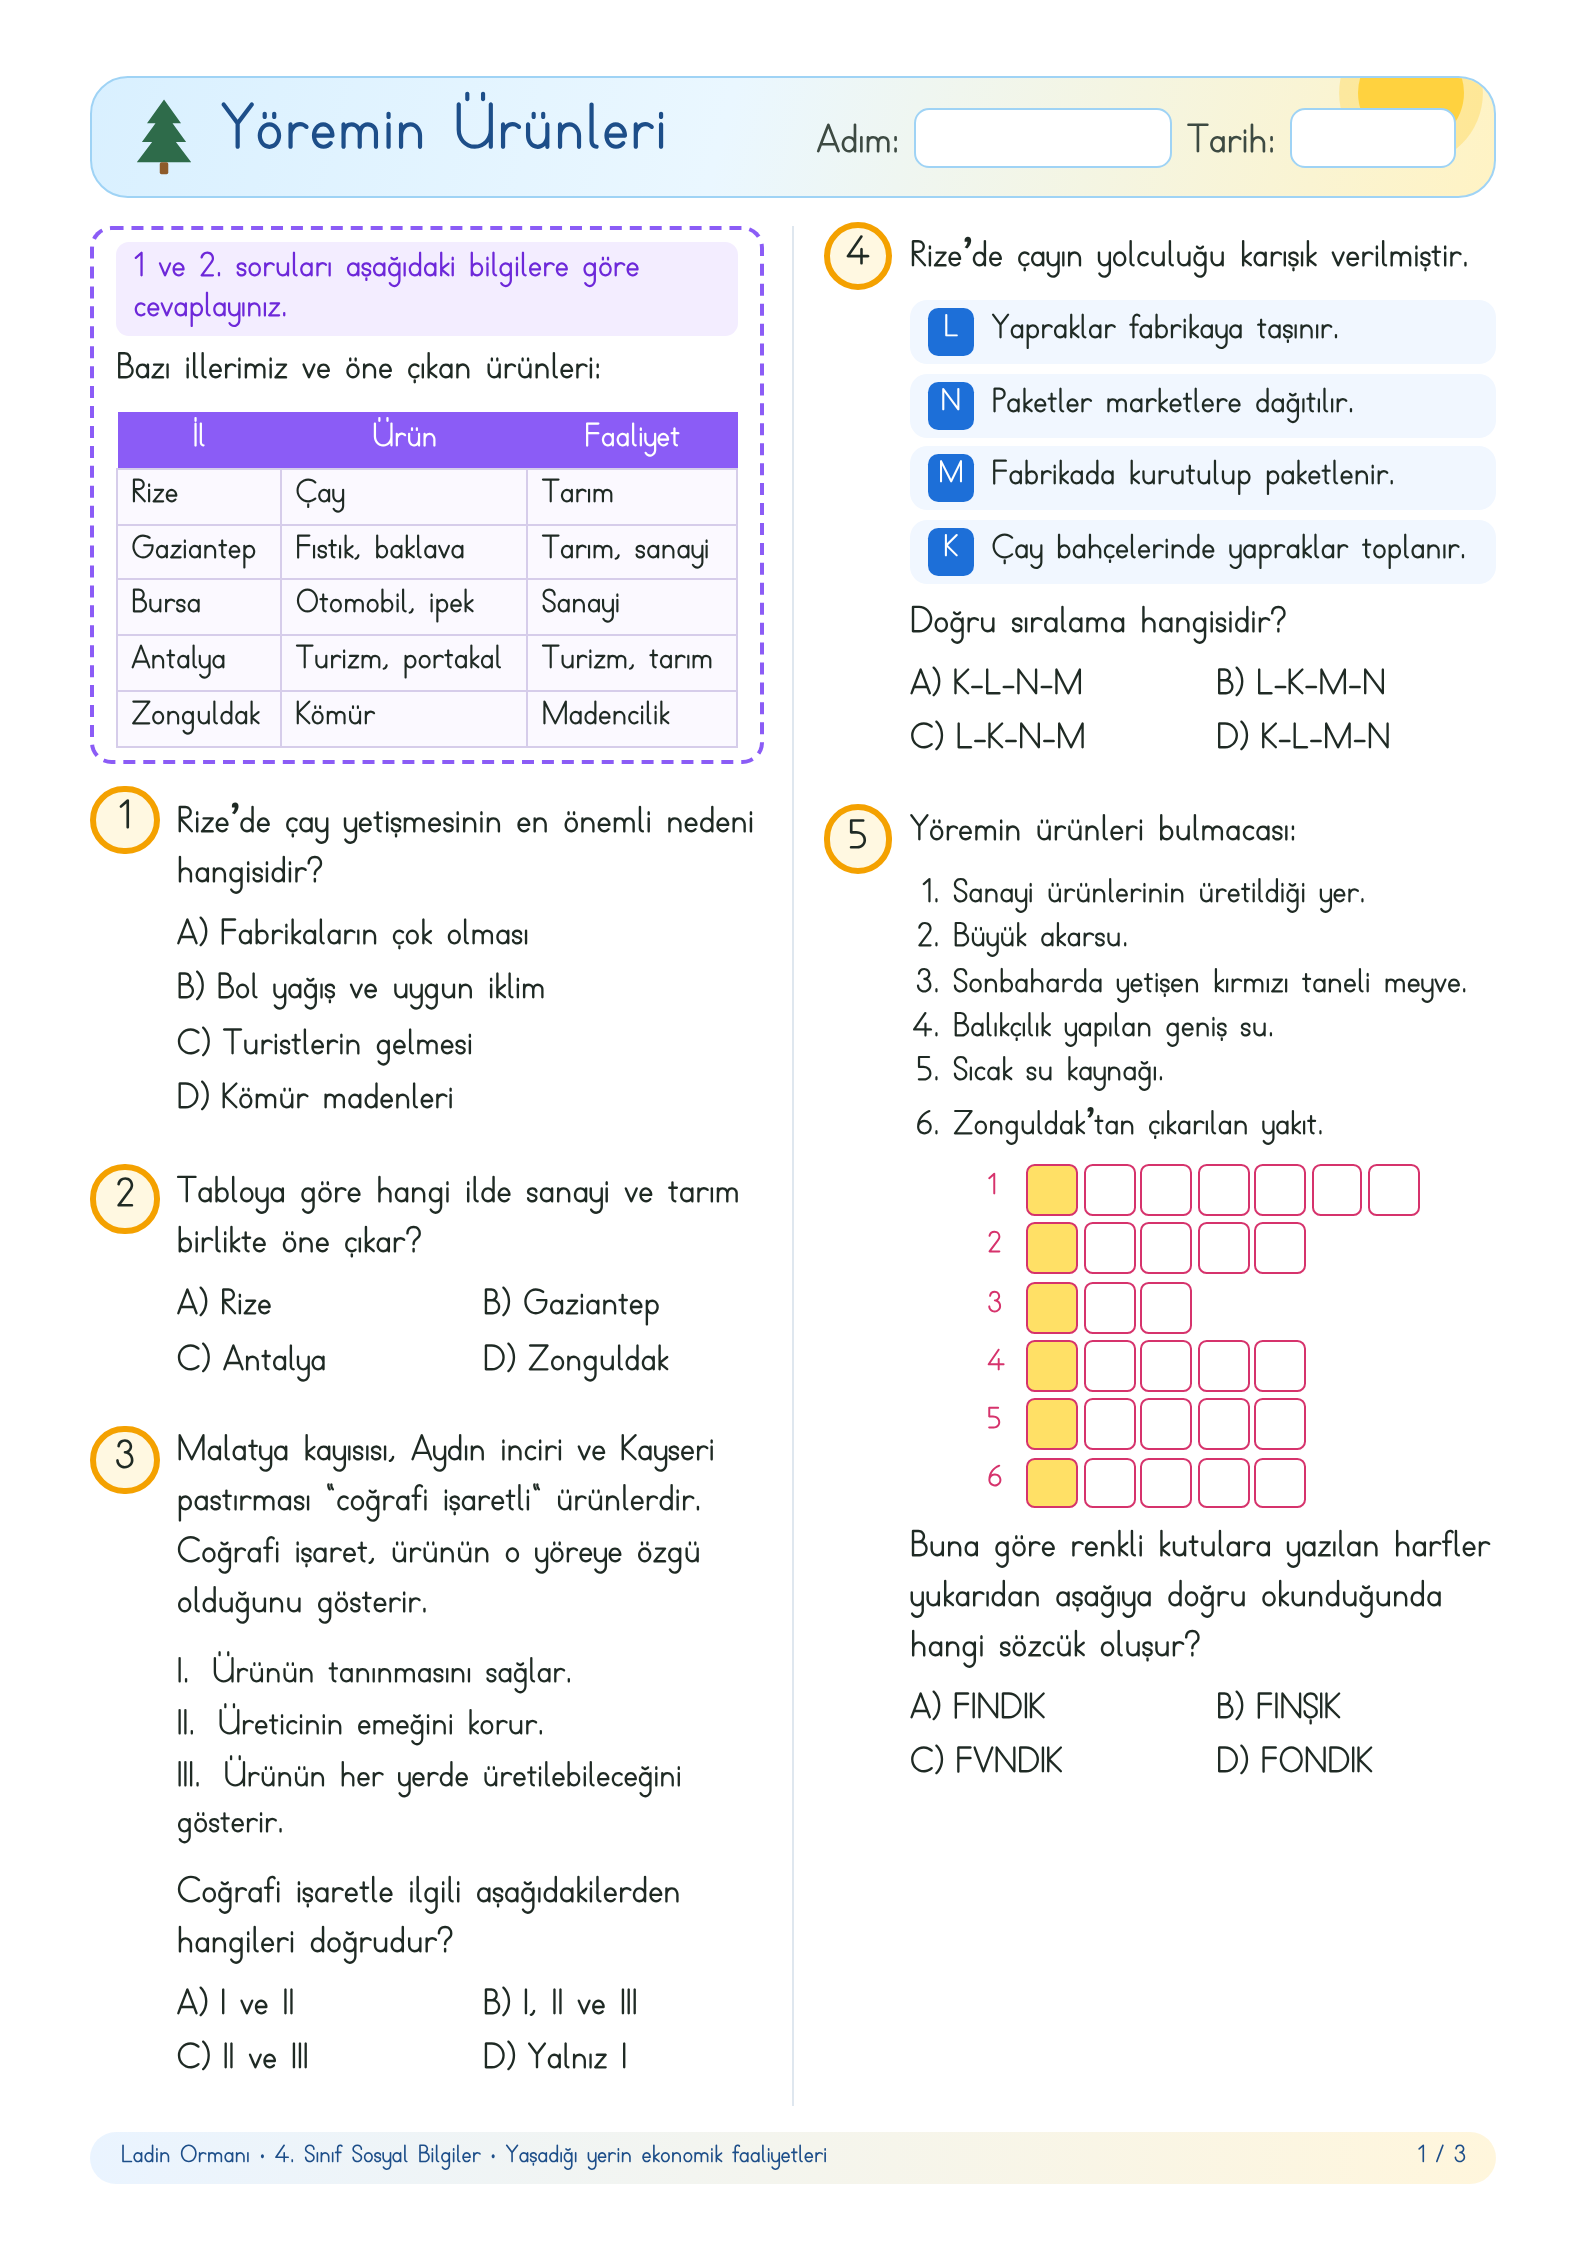 Yöremin Ürünleri
Adım:
Tarih:
1 ve 2. soruları aşağıdaki bilgilere göre
cevaplayınız.
Bazı illerimiz ve öne çıkan ürünleri:
İl Ürün Faaliyet
Rize Çay Tarım
Gaziantep Fıstık, baklava Tarım, sanayi
Bursa Otomobil, ipek Sanayi
Antalya Turizm, portakal Turizm, tarım
Zonguldak Kömür Madencilik
1 Rize’de çay yetişmesinin en önemli nedeni
hangisidir?
A) Fabrikaların çok olması
B) Bol yağış ve uygun iklim
C) Turistlerin gelmesi
D) Kömür madenleri
2 Tabloya göre hangi ilde sanayi ve tarım
birlikte öne çıkar?
A) Rize B) Gaziantep
C) Antalya D) Zonguldak
3 Malatya kayısısı, Aydın inciri ve Kayseri
pastırması “coğrafi işaretli“ ürünlerdir.
Coğrafi işaret, ürünün o yöreye özgü
olduğunu gösterir.
I. Ürünün tanınmasını sağlar.
II. Üreticinin emeğini korur.
III. Ürünün her yerde üretilebileceğini
gösterir.
Coğrafi işaretle ilgili aşağıdakilerden
hangileri doğrudur?
A) I ve II B) I, II ve III
C) II ve III D) Yalnız I
4 Rize’de çayın yolculuğu karışık verilmiştir.
L Yapraklar fabrikaya taşınır.
N Paketler marketlere dağıtılır.
M Fabrikada kurutulup paketlenir.
K Çay bahçelerinde yapraklar toplanır.
Doğru sıralama hangisidir?
A) K-L-N-M B) L-K-M-N
C) L-K-N-M D) K-L-M-N
5 Yöremin ürünleri bulmacası:
1. Sanayi ürünlerinin üretildiği yer.
2. Büyük akarsu.
3. Sonbaharda yetişen kırmızı taneli meyve.
4. Balıkçılık yapılan geniş su.
5. Sıcak su kaynağı.
6. Zonguldak’tan çıkarılan yakıt.
1
2
3
4
5
6
Buna göre renkli kutulara yazılan harfler
yukarıdan aşağıya doğru okunduğunda
hangi sözcük oluşur?
A) FINDIK B) FINŞIK
C) FVNDIK D) FONDIK
Ladin Ormanı • 4. Sınıf Sosyal Bilgiler • Yaşadığı yerin ekonomik faaliyetleri
1 / 3